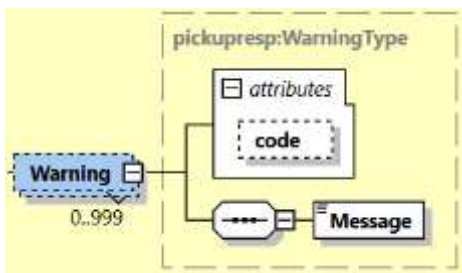 pickupresp:WarningType
attributes
code
Warning
0..999
Message